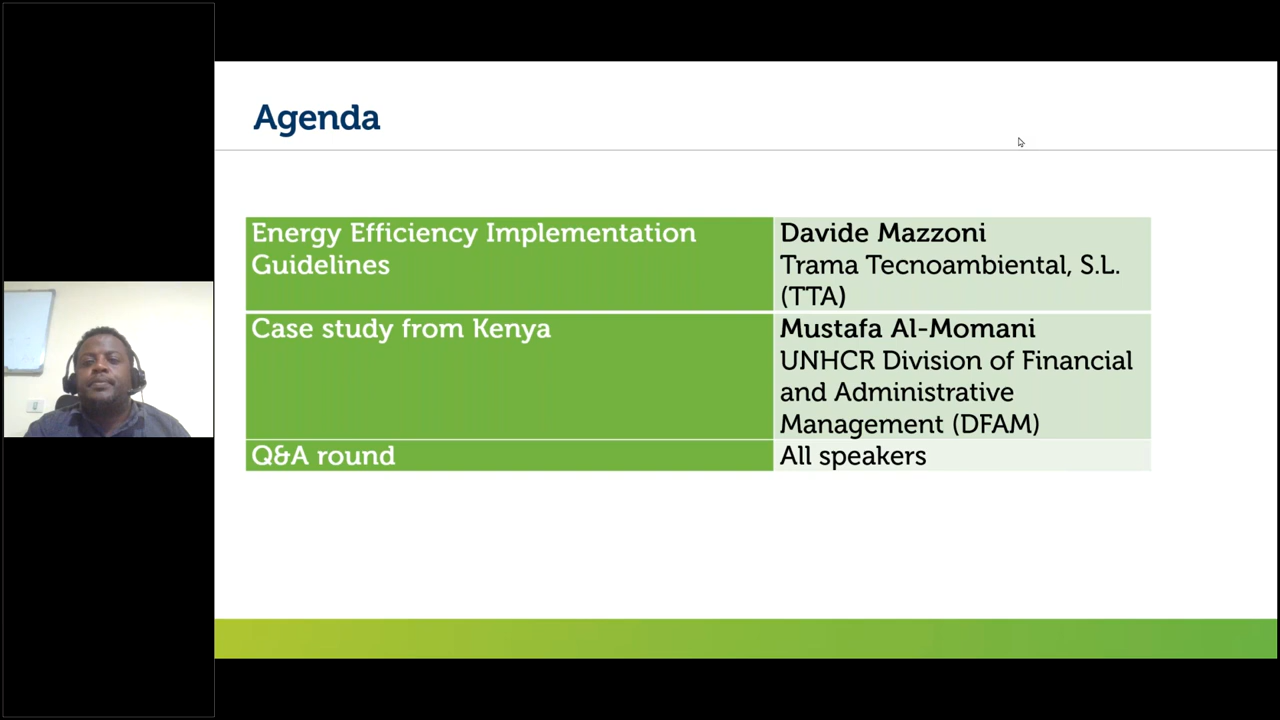 Agenda
Energy Efficiency Implementation
Guidelines
Davide Mazzoni
Trama Tecnoambiental, S.L.
(TTA)
Case study from Kenya
Mustafa Al-Momani
UNHCR Division of Financial
and Administrative
Management (DFAM)
Q&A round
All speakers